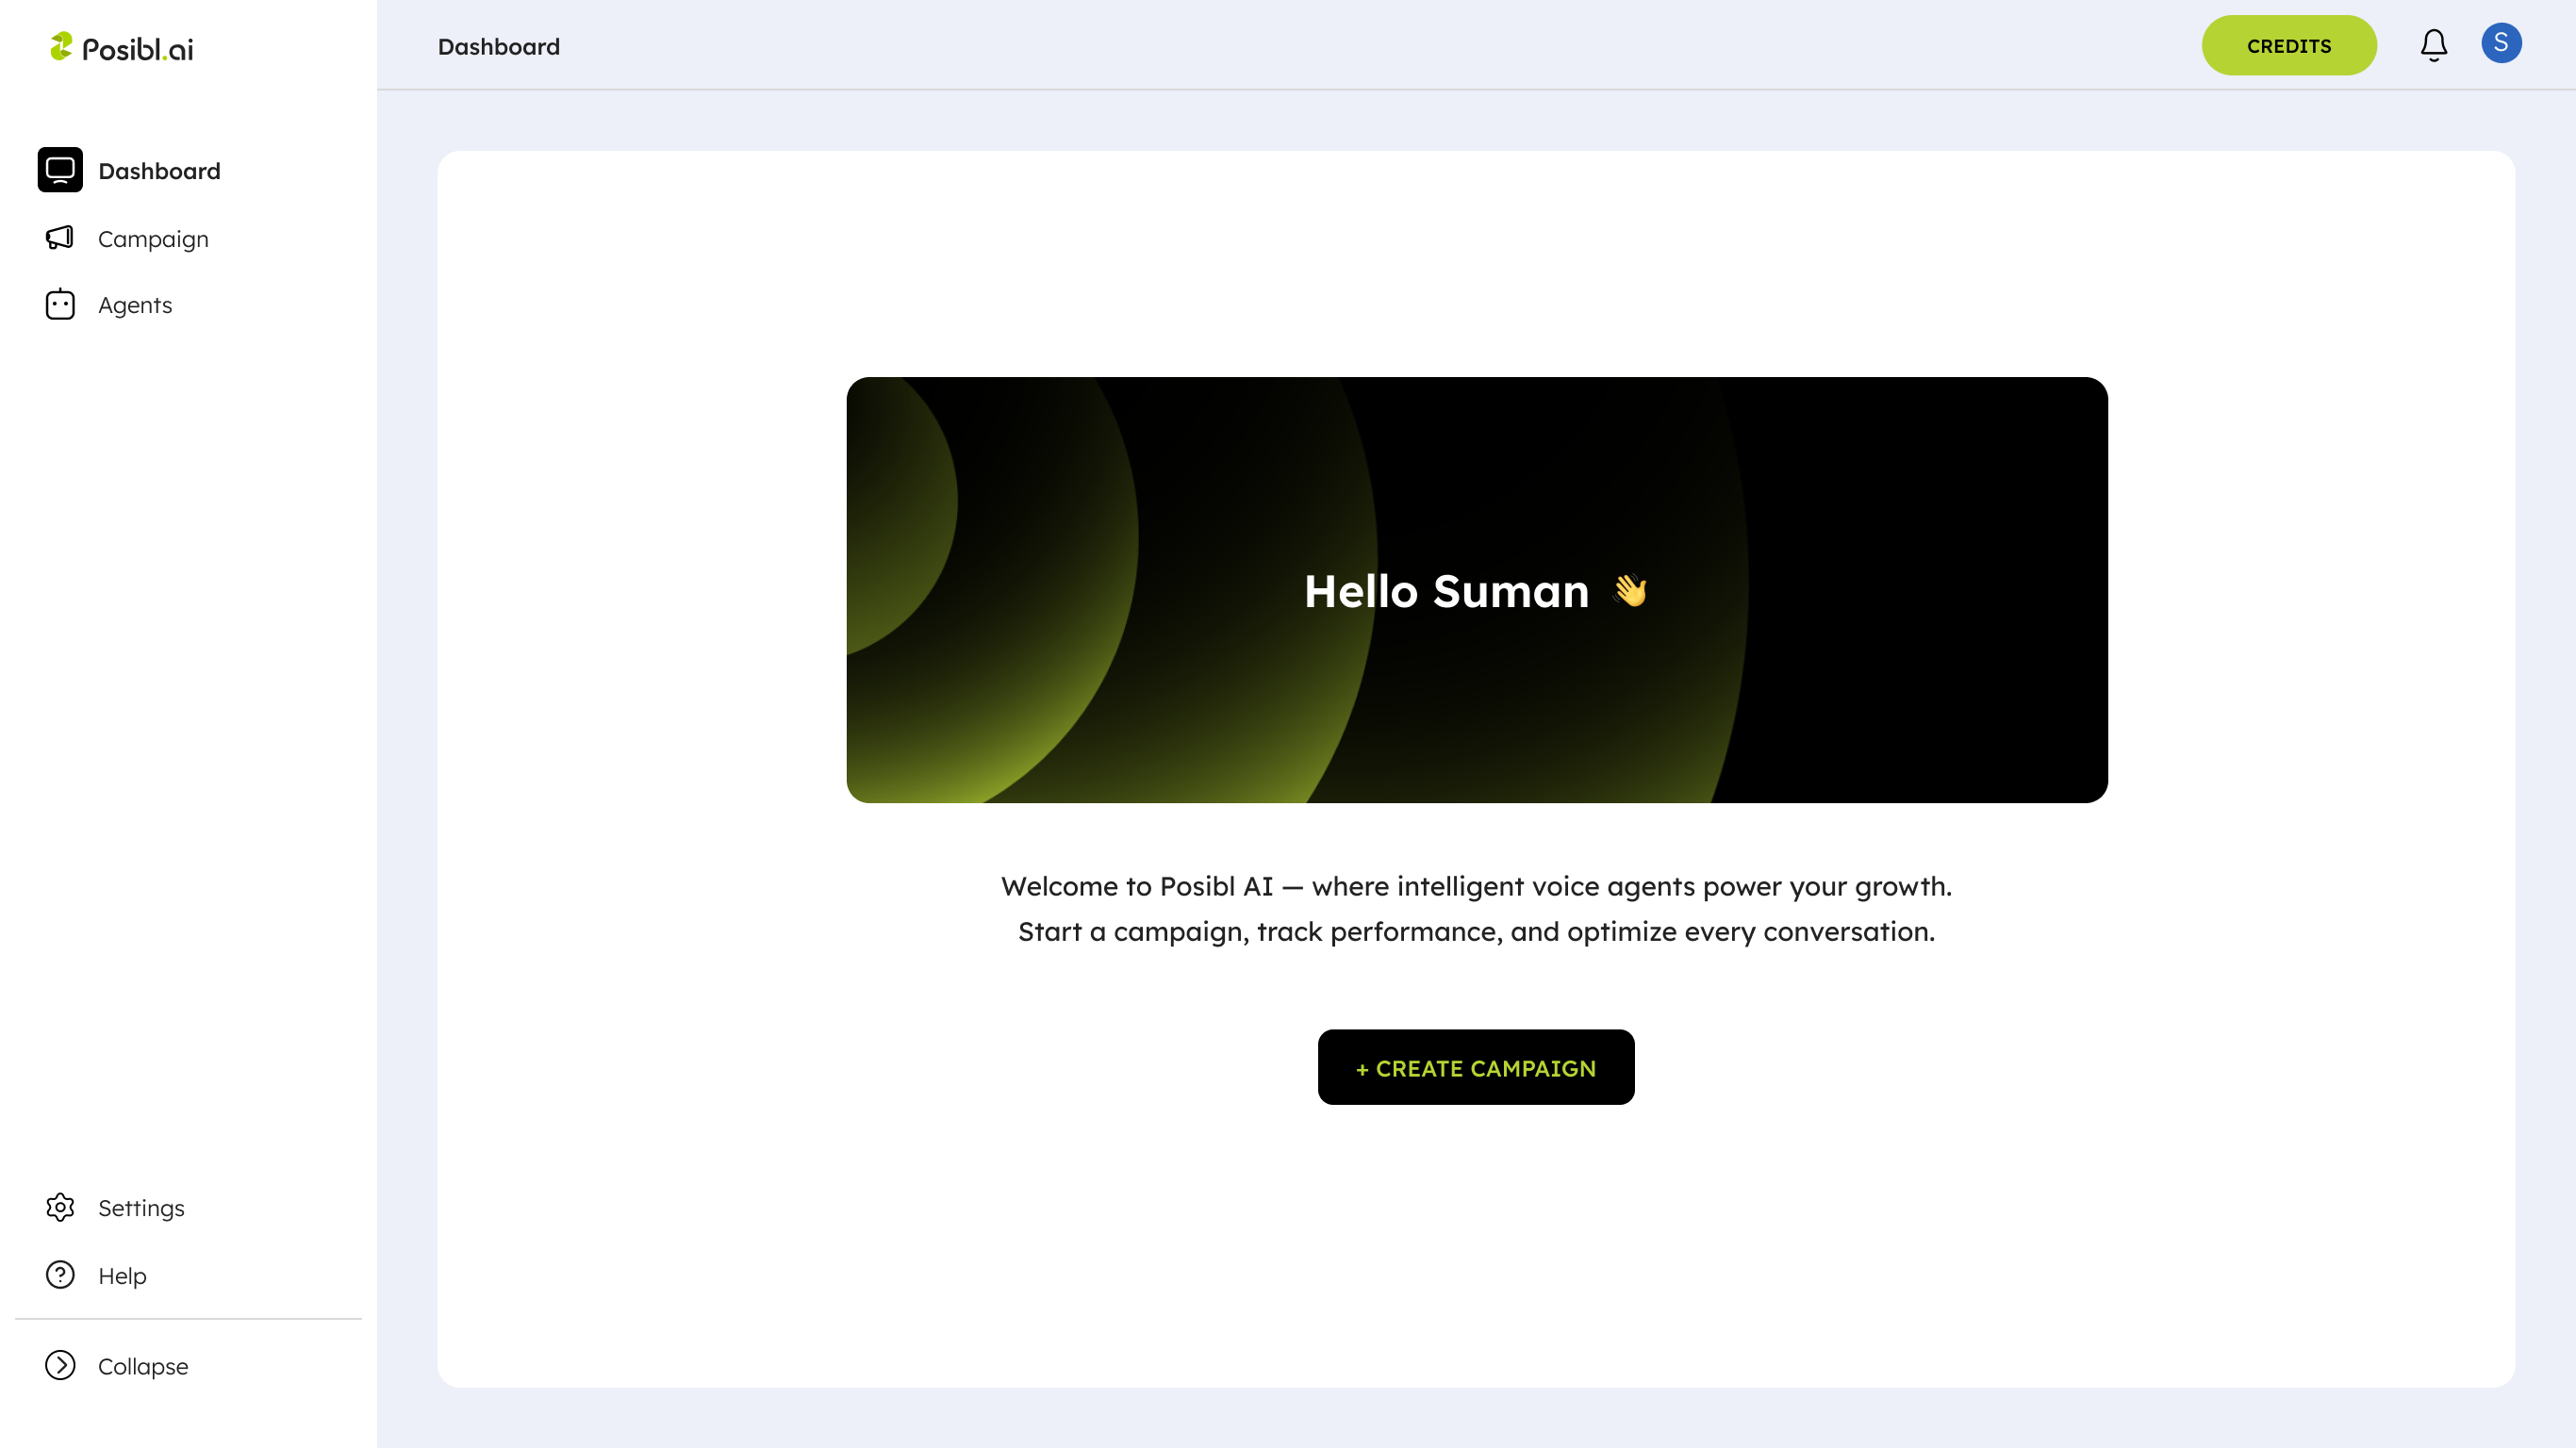 Posibl.ai
Dashboard
Campaign
Agents
Settings
Help
Collapse
Dashboard
CREDITS
S
Hello Suman 👋
Welcome to Posibl AI — where intelligent voice agents power your growth.
Start a campaign, track performance, and optimize every conversation.
+ CREATE CAMPAIGN